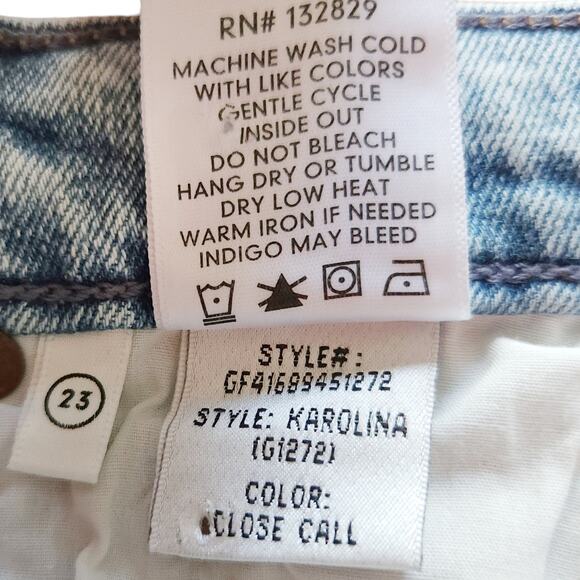 RN# 132829
MACHINE WASH COLD
WITH LIKE COLORS
GENTLE CYCLE
INSIDE OUT
DO NOT BLEACH
HANG DRY OR TUMBLE
DRY LOW HEAT
WARM IRON IF NEEDED
INDIGO MAY BLEED
23
STYLE#:
GF41689451272
STYLE: KAROLINA
(G1272)
COLOR:
CLOSE CALL